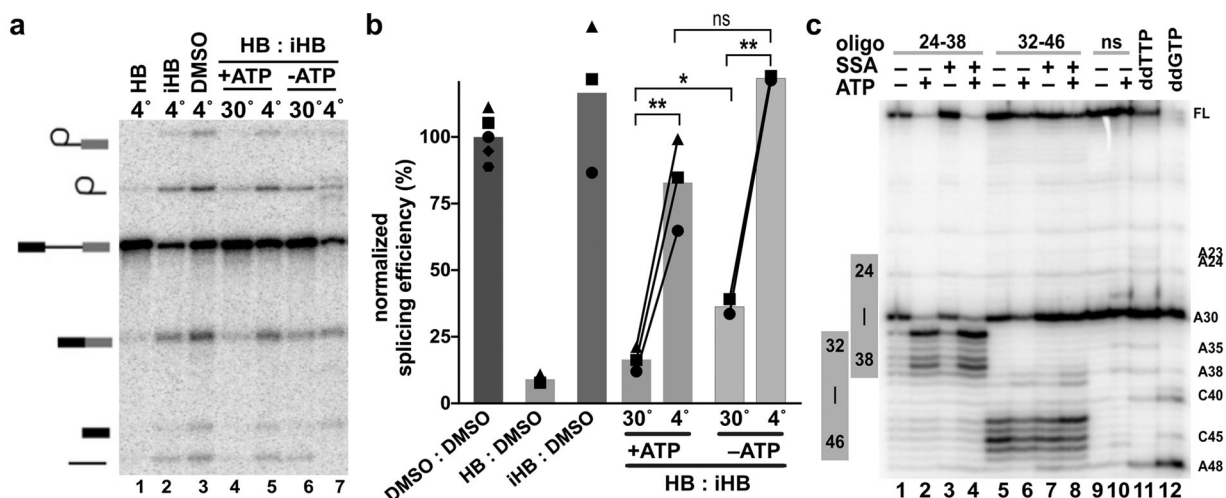 a
HB
iHB
DMSO
HB : iHB
+ATP
-ATP
4° 4° 4° 30° 4° 30° 4°
1 2 3 4 5 6 7
b
normalized
splicing efficiency (%)
100
75
50
25
0
ns
**
*
**
DMSO : DMSO
HB : DMSO
iHB : DMSO
30° 4° 30° 4°
+ATP –ATP
HB : iHB
c
oligo 24-38 32-46 ns
SSA – – + + – – + + – –
ATP – + – + – + – + – +
ddTTP
ddGTP
FL
A23
A24
A30
A35
A38
C40
C45
A48
24
|
38
32
|
46
1 2 3 4 5 6 7 8 9 10 11 12